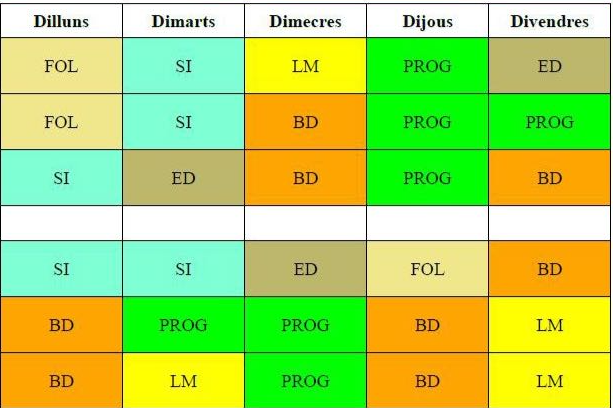 Dilluns Dimarts Dimecres Dijous Divendres
FOL SI LM PROG ED
FOL SI BD PROG PROG
SI ED BD PROG BD
SI SI ED FOL BD
BD PROG PROG BD LM
BD LM PROG BD LM